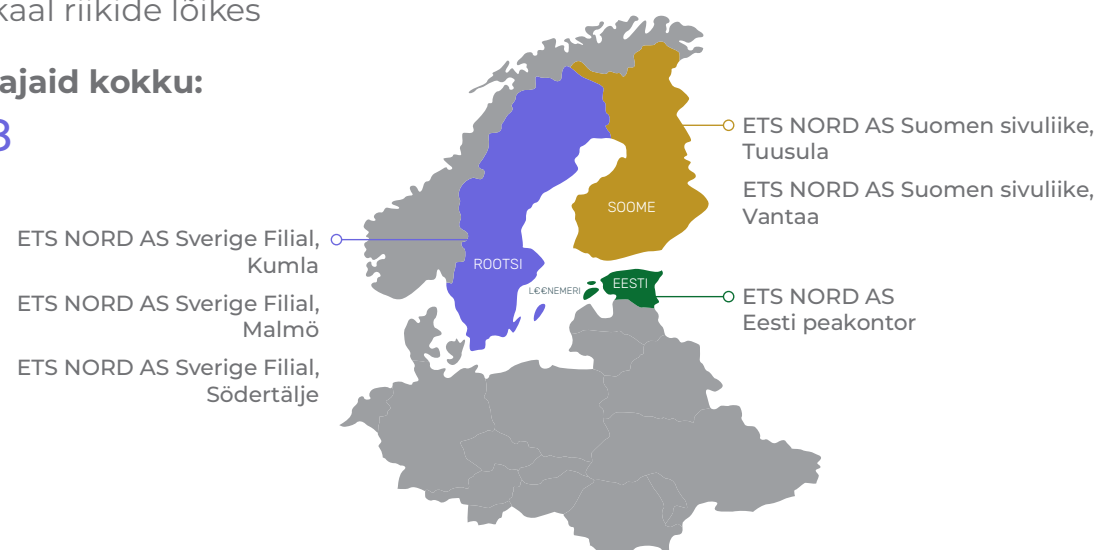 kaal riikide lõikes
ajaid kokku:
ETS NORD AS Suomen sivuliike,
Tuusula
ETS NORD AS Suomen sivuliike,
Vantaa
SOOME
ETS NORD AS Sverige Filial,
Kumla
ROOTSI
L€€NEMERI
EESTI
ETS NORD AS
Eesti peakontor
ETS NORD AS Sverige Filial,
Malmö
ETS NORD AS Sverige Filial,
Södertälje